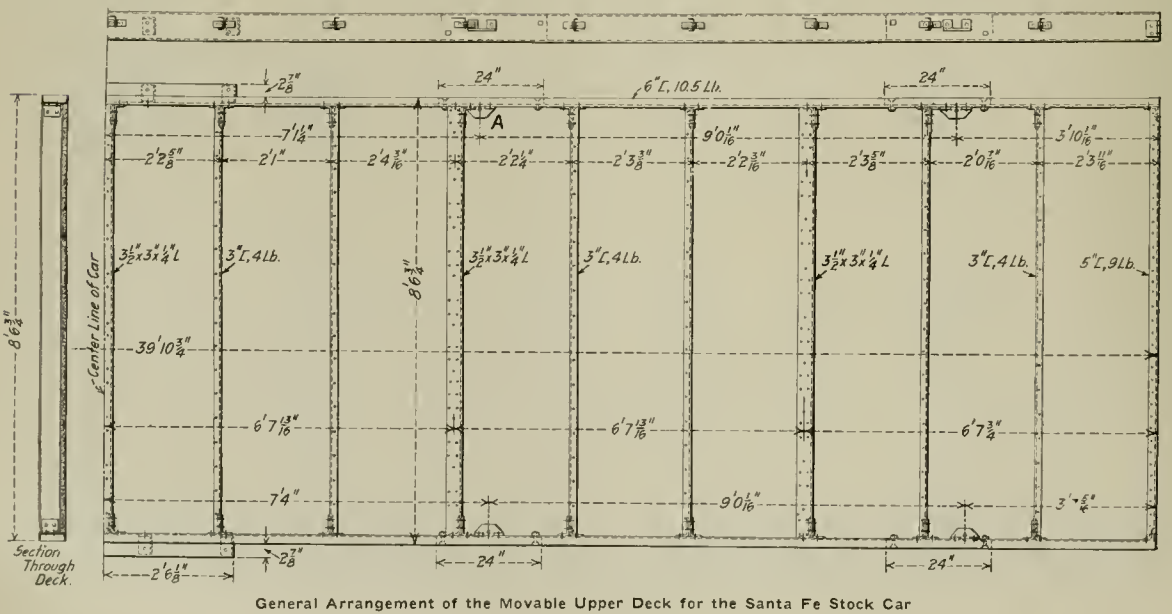 2 7/8"
24"
6"[, 10.5 Lb.
24"
A
7'1 1/4"
9'0 1/16"
3'10 1/16"
2'2 5/8"
2'1"
2'4 3/16"
2'2 1/4"
2'3 3/8"
2'2 3/16"
2'3 5/8"
2'0 7/16"
2'3 11/16"
3 1/2"x3"x1/4"L
3"[, 4 Lb.
3 1/2"x3"x1/4"L
3"[, 4 Lb.
3 1/2"x3"x1/4"L
3"[, 4 Lb.
5"[, 9 Lb.
8'6 3/4"
Center Line of Car
8'6 3/4"
39'10 3/4"
6'7 13/16"
6'7 13/16"
6'7 3/4"
7'4"
9'0 1/16"
Section
Through
Deck.
2'6 1/8"
2 7/8"
24"
24"
General Arrangement of the Movable Upper Deck for the Santa Fe Stock Car